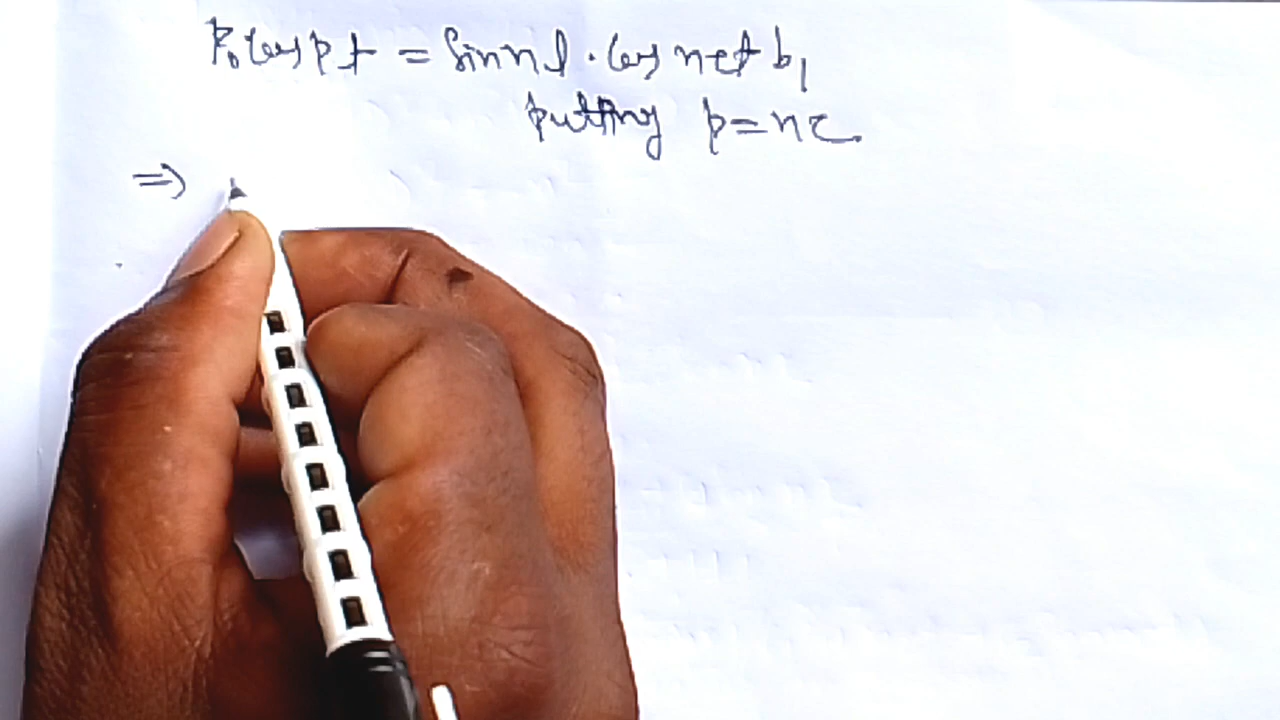 P₀ cos pt = sin nl . cos nct b₁
putting p = nc.
⇒